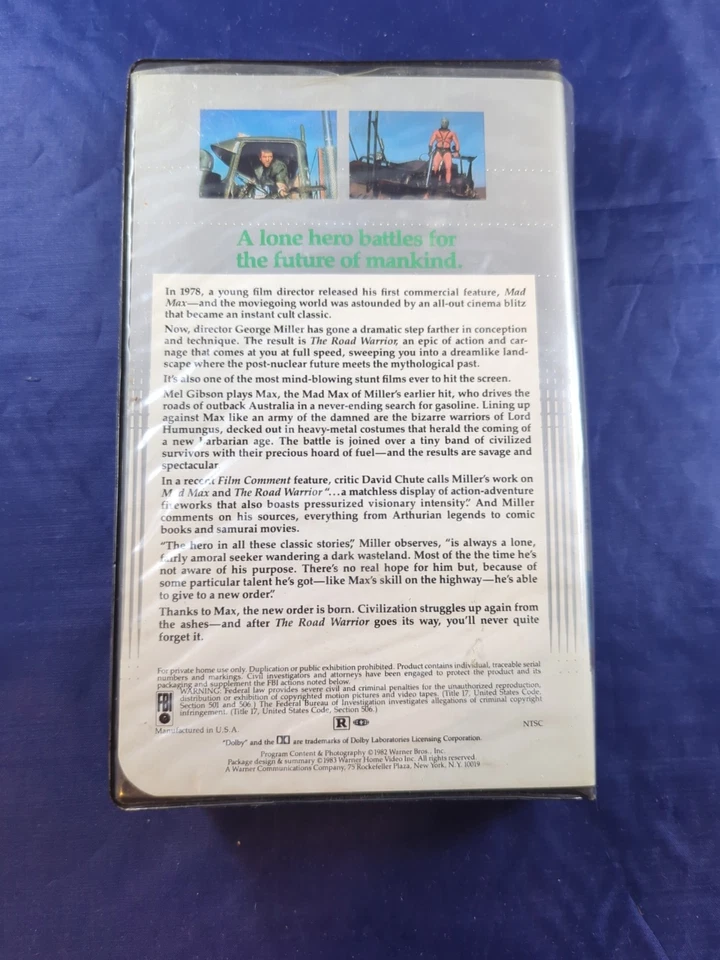 A lone hero battles for
the future of mankind.
In 1978, a young film director released his first commercial feature, Mad
Max—and the moviegoing world was astounded by an all-out cinema blitz
that became an instant cult classic.
Now, director George Miller has gone a dramatic step farther in conception
and technique. The result is The Road Warrior, an epic of action and car-
nage that comes at you at full speed, sweeping you into a dreamlike land-
scape where the post-nuclear future meets the mythological past.
It's also one of the most mind-blowing stunt films ever to hit the screen.
Mel Gibson plays Max, the Mad Max of Miller's earlier hit, who drives the
roads of outback Australia in a never-ending search for gasoline. Lining up
against Max like an army of the damned are the bizarre warriors of Lord
Humungus, decked out in heavy-metal costumes that herald the coming of
a new barbarian age. The battle is joined over a tiny band of civilized
survivors with their precious hoard of fuel—and the results are savage and
spectacular.
In a recent Film Comment feature, critic David Chute calls Miller's work on
Mad Max and The Road Warrior "...a matchless display of action-adventure
fireworks that also boasts pressurized visionary intensity." And Miller
comments on his sources, everything from Arthurian legends to comic
books and samurai movies.
"The hero in all these classic stories," Miller observes, "is always a lone,
fairly amoral seeker wandering a dark wasteland. Most of the the time he's
not aware of his purpose. There's no real hope for him but, because of
some particular talent he's got—like Max's skill on the highway—he's able
to give to a new order."
Thanks to Max, the new order is born. Civilization struggles up again from
the ashes—and after The Road Warrior goes its way, you'll never quite
forget it.
For private home use only. Duplication or public exhibition prohibited. Product contains individual, traceable serial
numbers and markings. Civil investigators and attorneys have been engaged to protect the product and its
packaging and supplement the FBI actions noted below.
FBI
WARNING: Federal law provides severe civil and criminal penalties for the unauthorized reproduction,
distribution or exhibition of copyrighted motion pictures and video tapes. (Title 17, United States Code,
Section 501 and 506.) The Federal Bureau of Investigation investigates allegations of criminal copyright
infringement. (Title 17, United States Code, Section 506.)
Manufactured in U.S.A.
R
NTSC
"Dolby" and the are trademarks of Dolby Laboratories Licensing Corporation.
Program Content & Photography ©1982 Warner Bros., Inc.
Package design & summary ©1983 Warner Home Video Inc. All rights reserved.
A Warner Communications Company, 75 Rockefeller Plaza, New York, N.Y. 10019